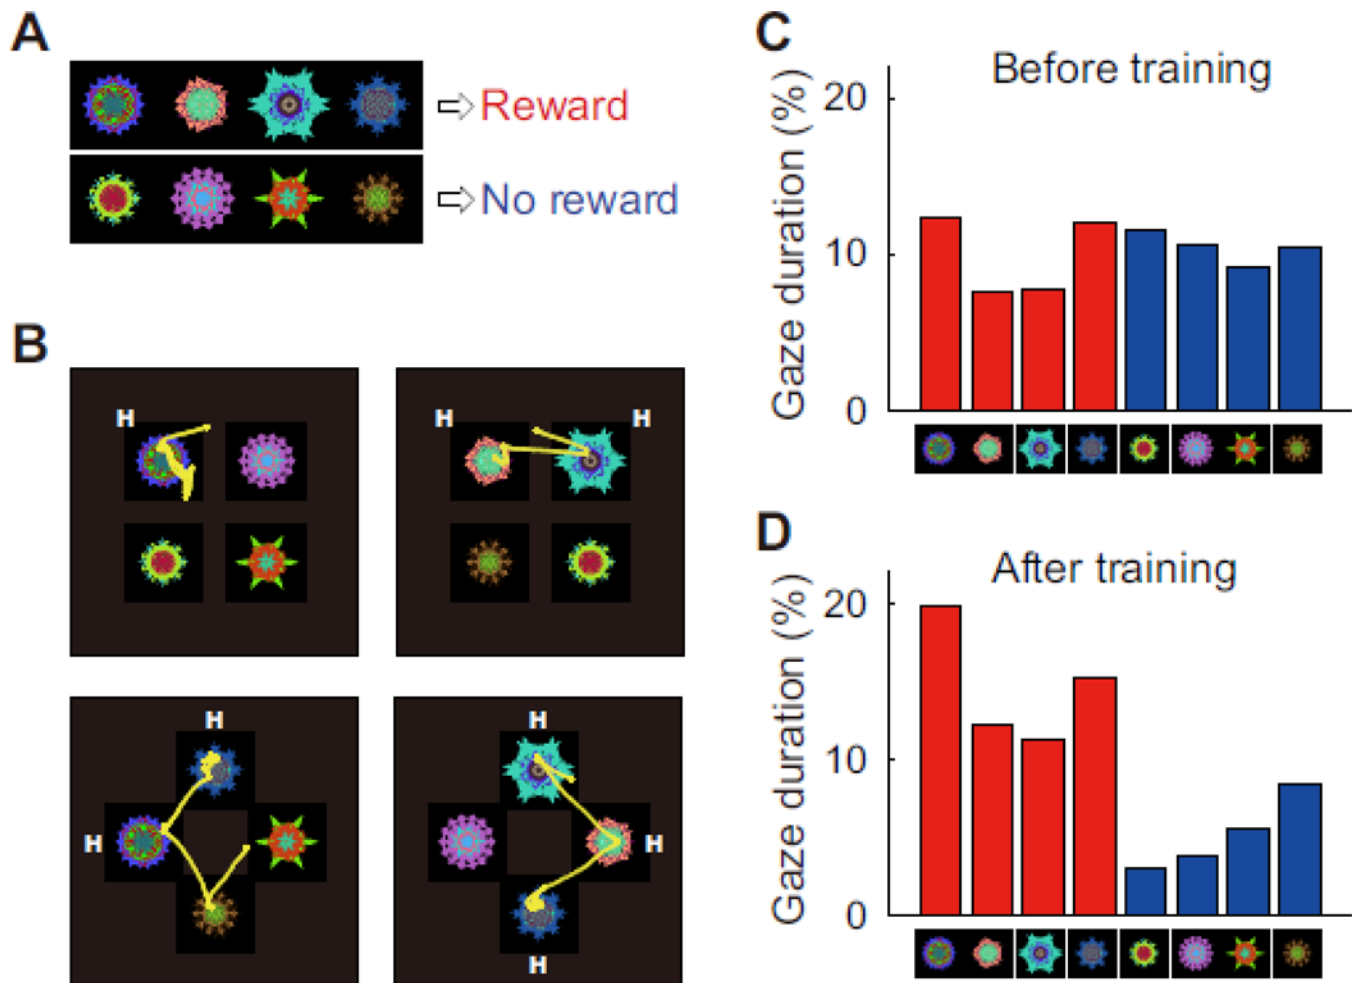 A
Reward
No reward
B
H
H H
H
H
H
H
H
C
Before training
Gaze duration (%)
20
10
0
D
After training
Gaze duration (%)
20
10
0